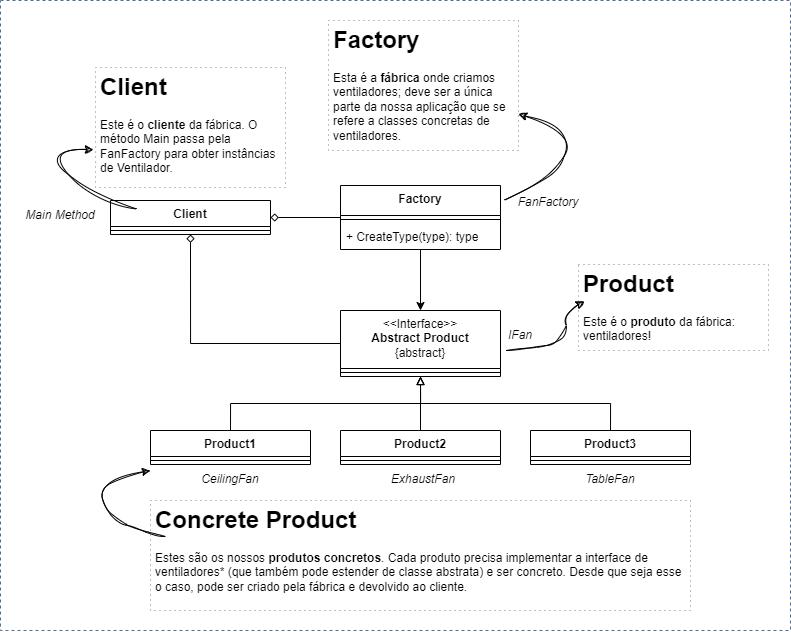 Factory
Esta é a fábrica onde criamos
ventiladores; deve ser a única
parte da nossa aplicação que se
refere a classes concretas de
ventiladores.
Client
Este é o cliente da fábrica. O
método Main passa pela
FanFactory para obter instâncias
de Ventilador.
Main Method
Client
Factory
+ CreateType(type): type
FanFactory
Product
Este é o produto da fábrica:
ventiladores!
<<Interface>>
Abstract Product
{abstract}
IFan
Product1
Product2
Product3
CeilingFan
ExhaustFan
TableFan
Concrete Product
Estes são os nossos produtos concretos. Cada produto precisa implementar a interface de
ventiladores* (que também pode estender de classe abstrata) e ser concreto. Desde que seja esse
o caso, pode ser criado pela fábrica e devolvido ao cliente.